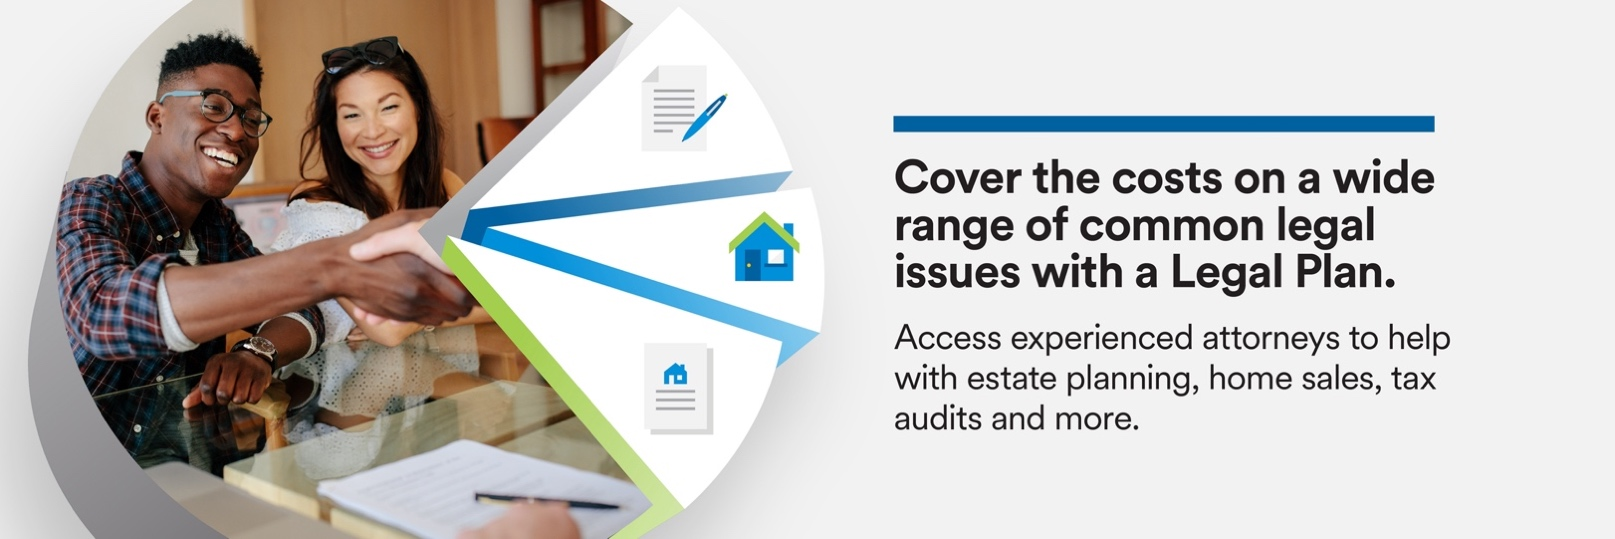 Cover the costs on a wide
range of common legal
issues with a Legal Plan.
Access experienced attorneys to help
with estate planning, home sales, tax
audits and more.